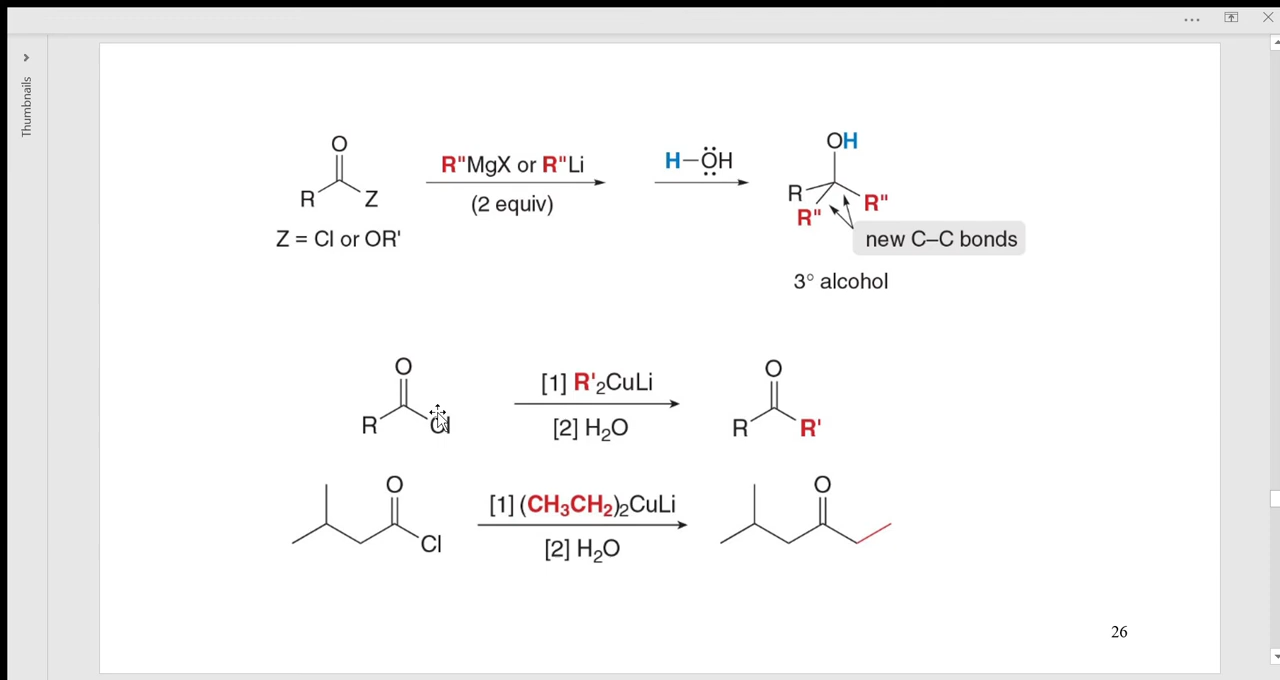 Thumbnails
O
R
Z
Z = Cl or OR'
R"MgX or R"Li
(2 equiv)
H–ÖH
OH
R
R"
R"
new C–C bonds
3° alcohol
O
R
Cl
[1] R'₂CuLi
[2] H₂O
O
R
R'
O
Cl
[1] (CH₃CH₂)₂CuLi
[2] H₂O
O
26